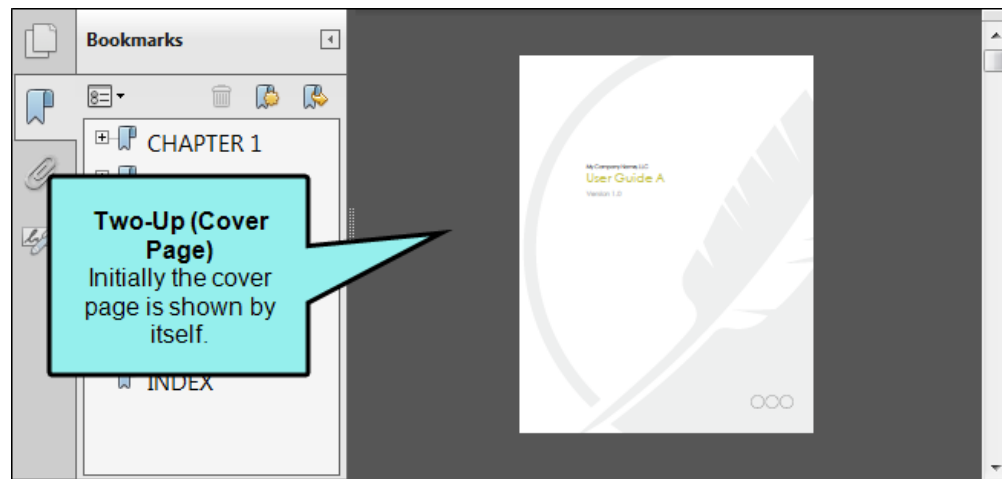 Bookmarks
CHAPTER 1
Two-Up (Cover
Page)
Initially the cover
page is shown by
itself.
INDEX
My Company Name, LLC
User Guide A
Version 1.0